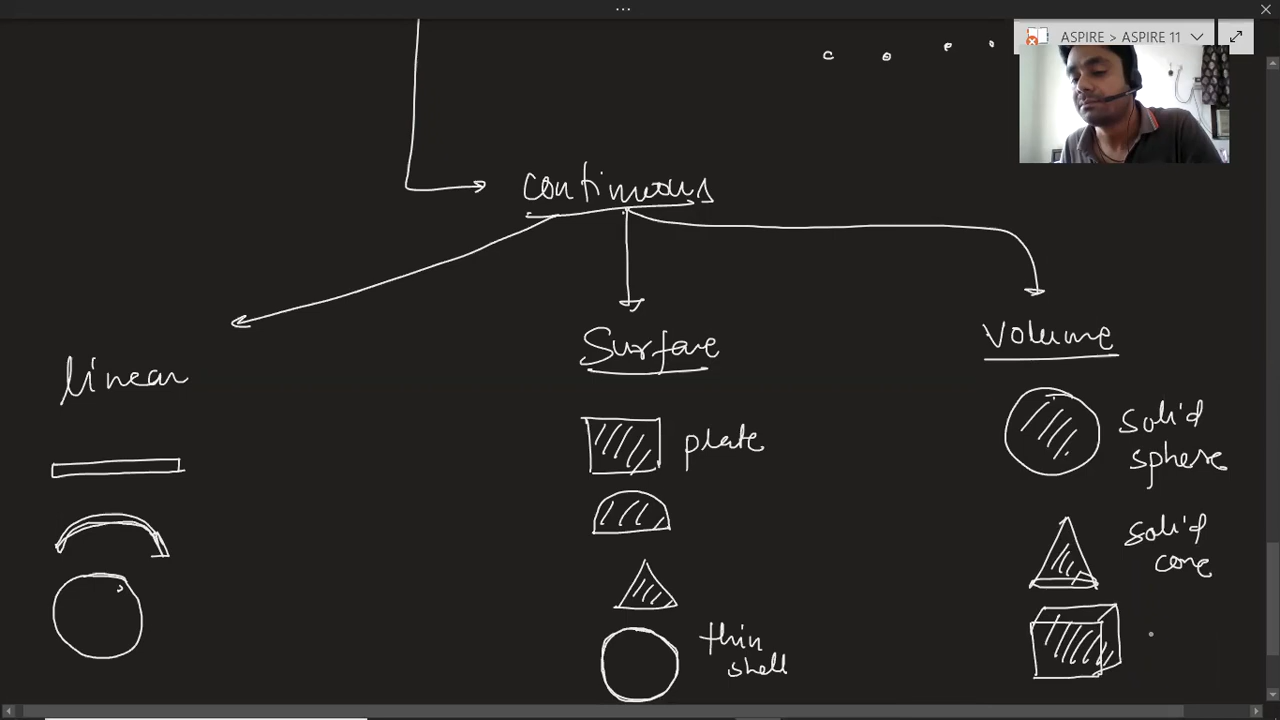 ASPIRE > ASPIRE 11
continuous
linear
Surface
Volume
plate
solid
sphere
solid
cone
thin
shell